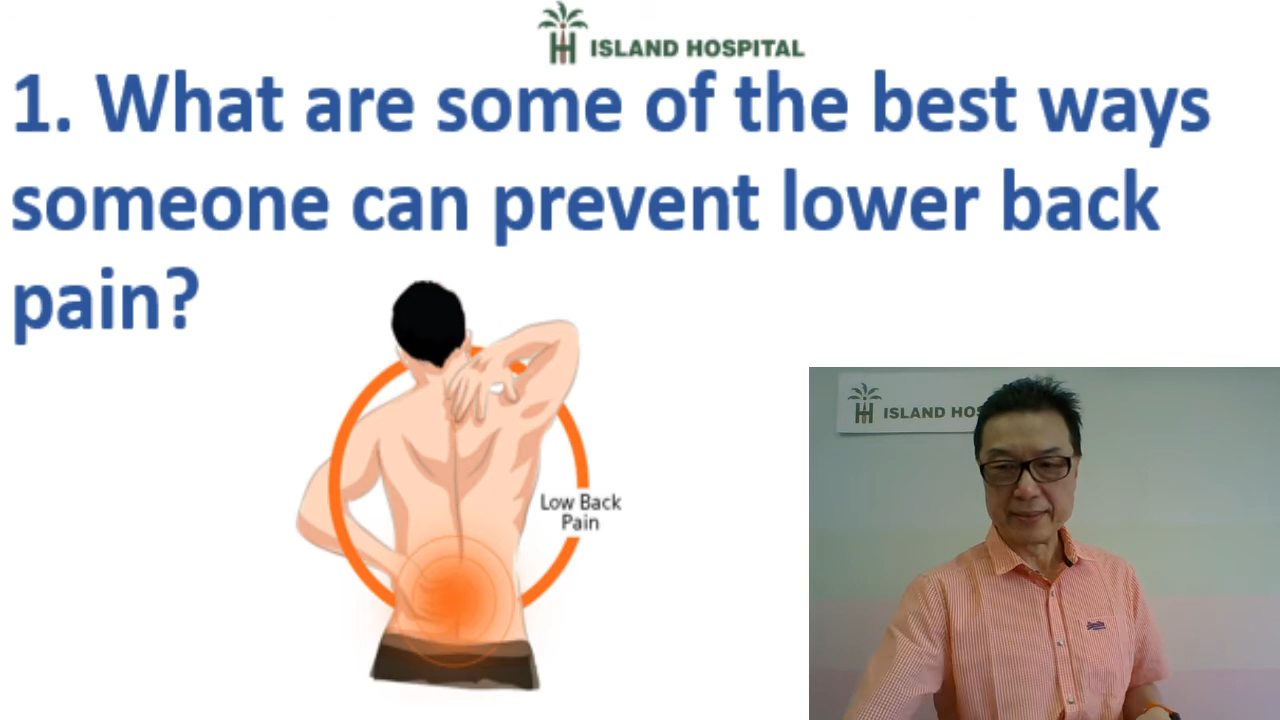 ISLAND HOSPITAL
1. What are some of the best ways
someone can prevent lower back
pain?
Low Back
Pain
ISLAND HOS